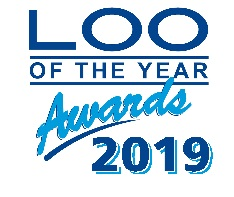 LOO
OF THE YEAR
Awards
2019